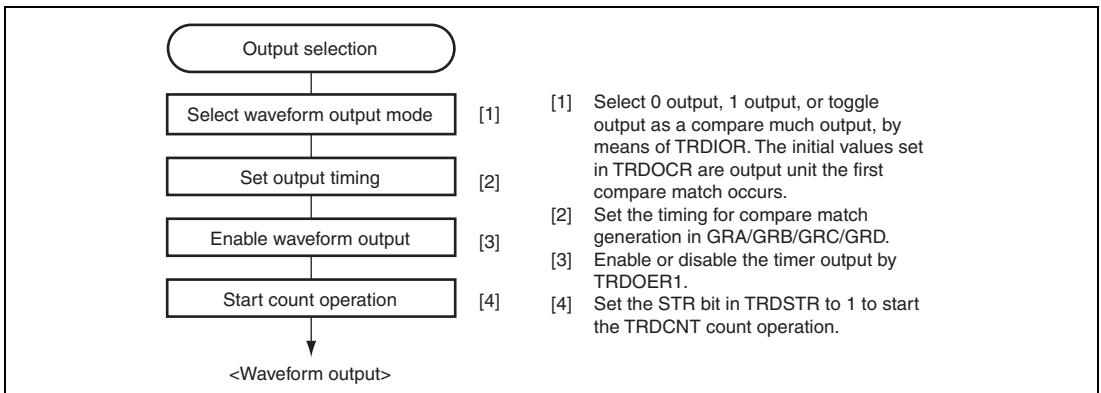 Output selection
Select waveform output mode [1]
Set output timing [2]
Enable waveform output [3]
Start count operation [4]
<Waveform output>
[1] Select 0 output, 1 output, or toggle
output as a compare much output, by
means of TRDIOR. The initial values set
in TRDOCR are output unit the first
compare match occurs.
[2] Set the timing for compare match
generation in GRA/GRB/GRC/GRD.
[3] Enable or disable the timer output by
TRDOER1.
[4] Set the STR bit in TRDSTR to 1 to start
the TRDCNT count operation.